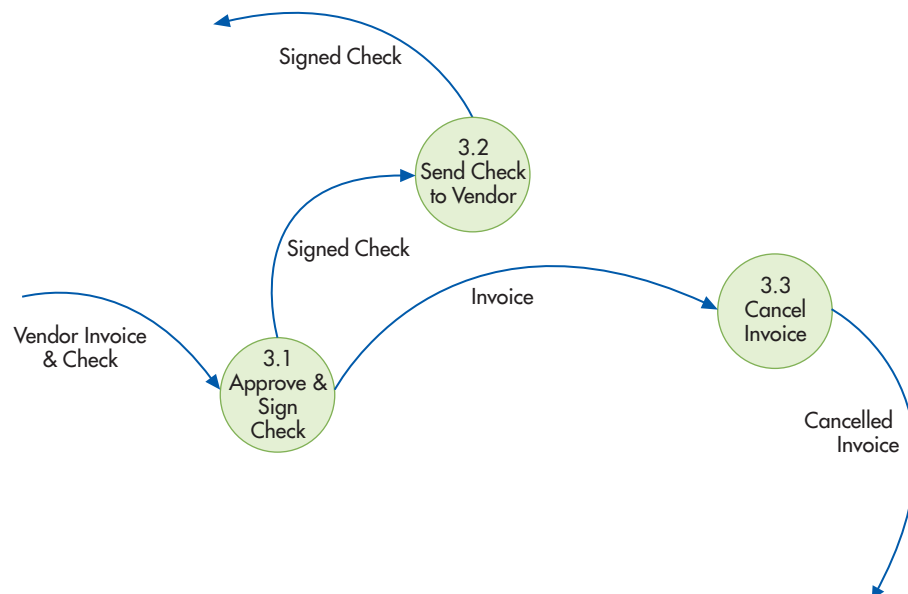 Signed Check
3.2
Send Check
to Vendor
Signed Check
Invoice
3.3
Cancel
Invoice
Vendor Invoice
& Check
3.1
Approve &
Sign
Check
Cancelled
Invoice